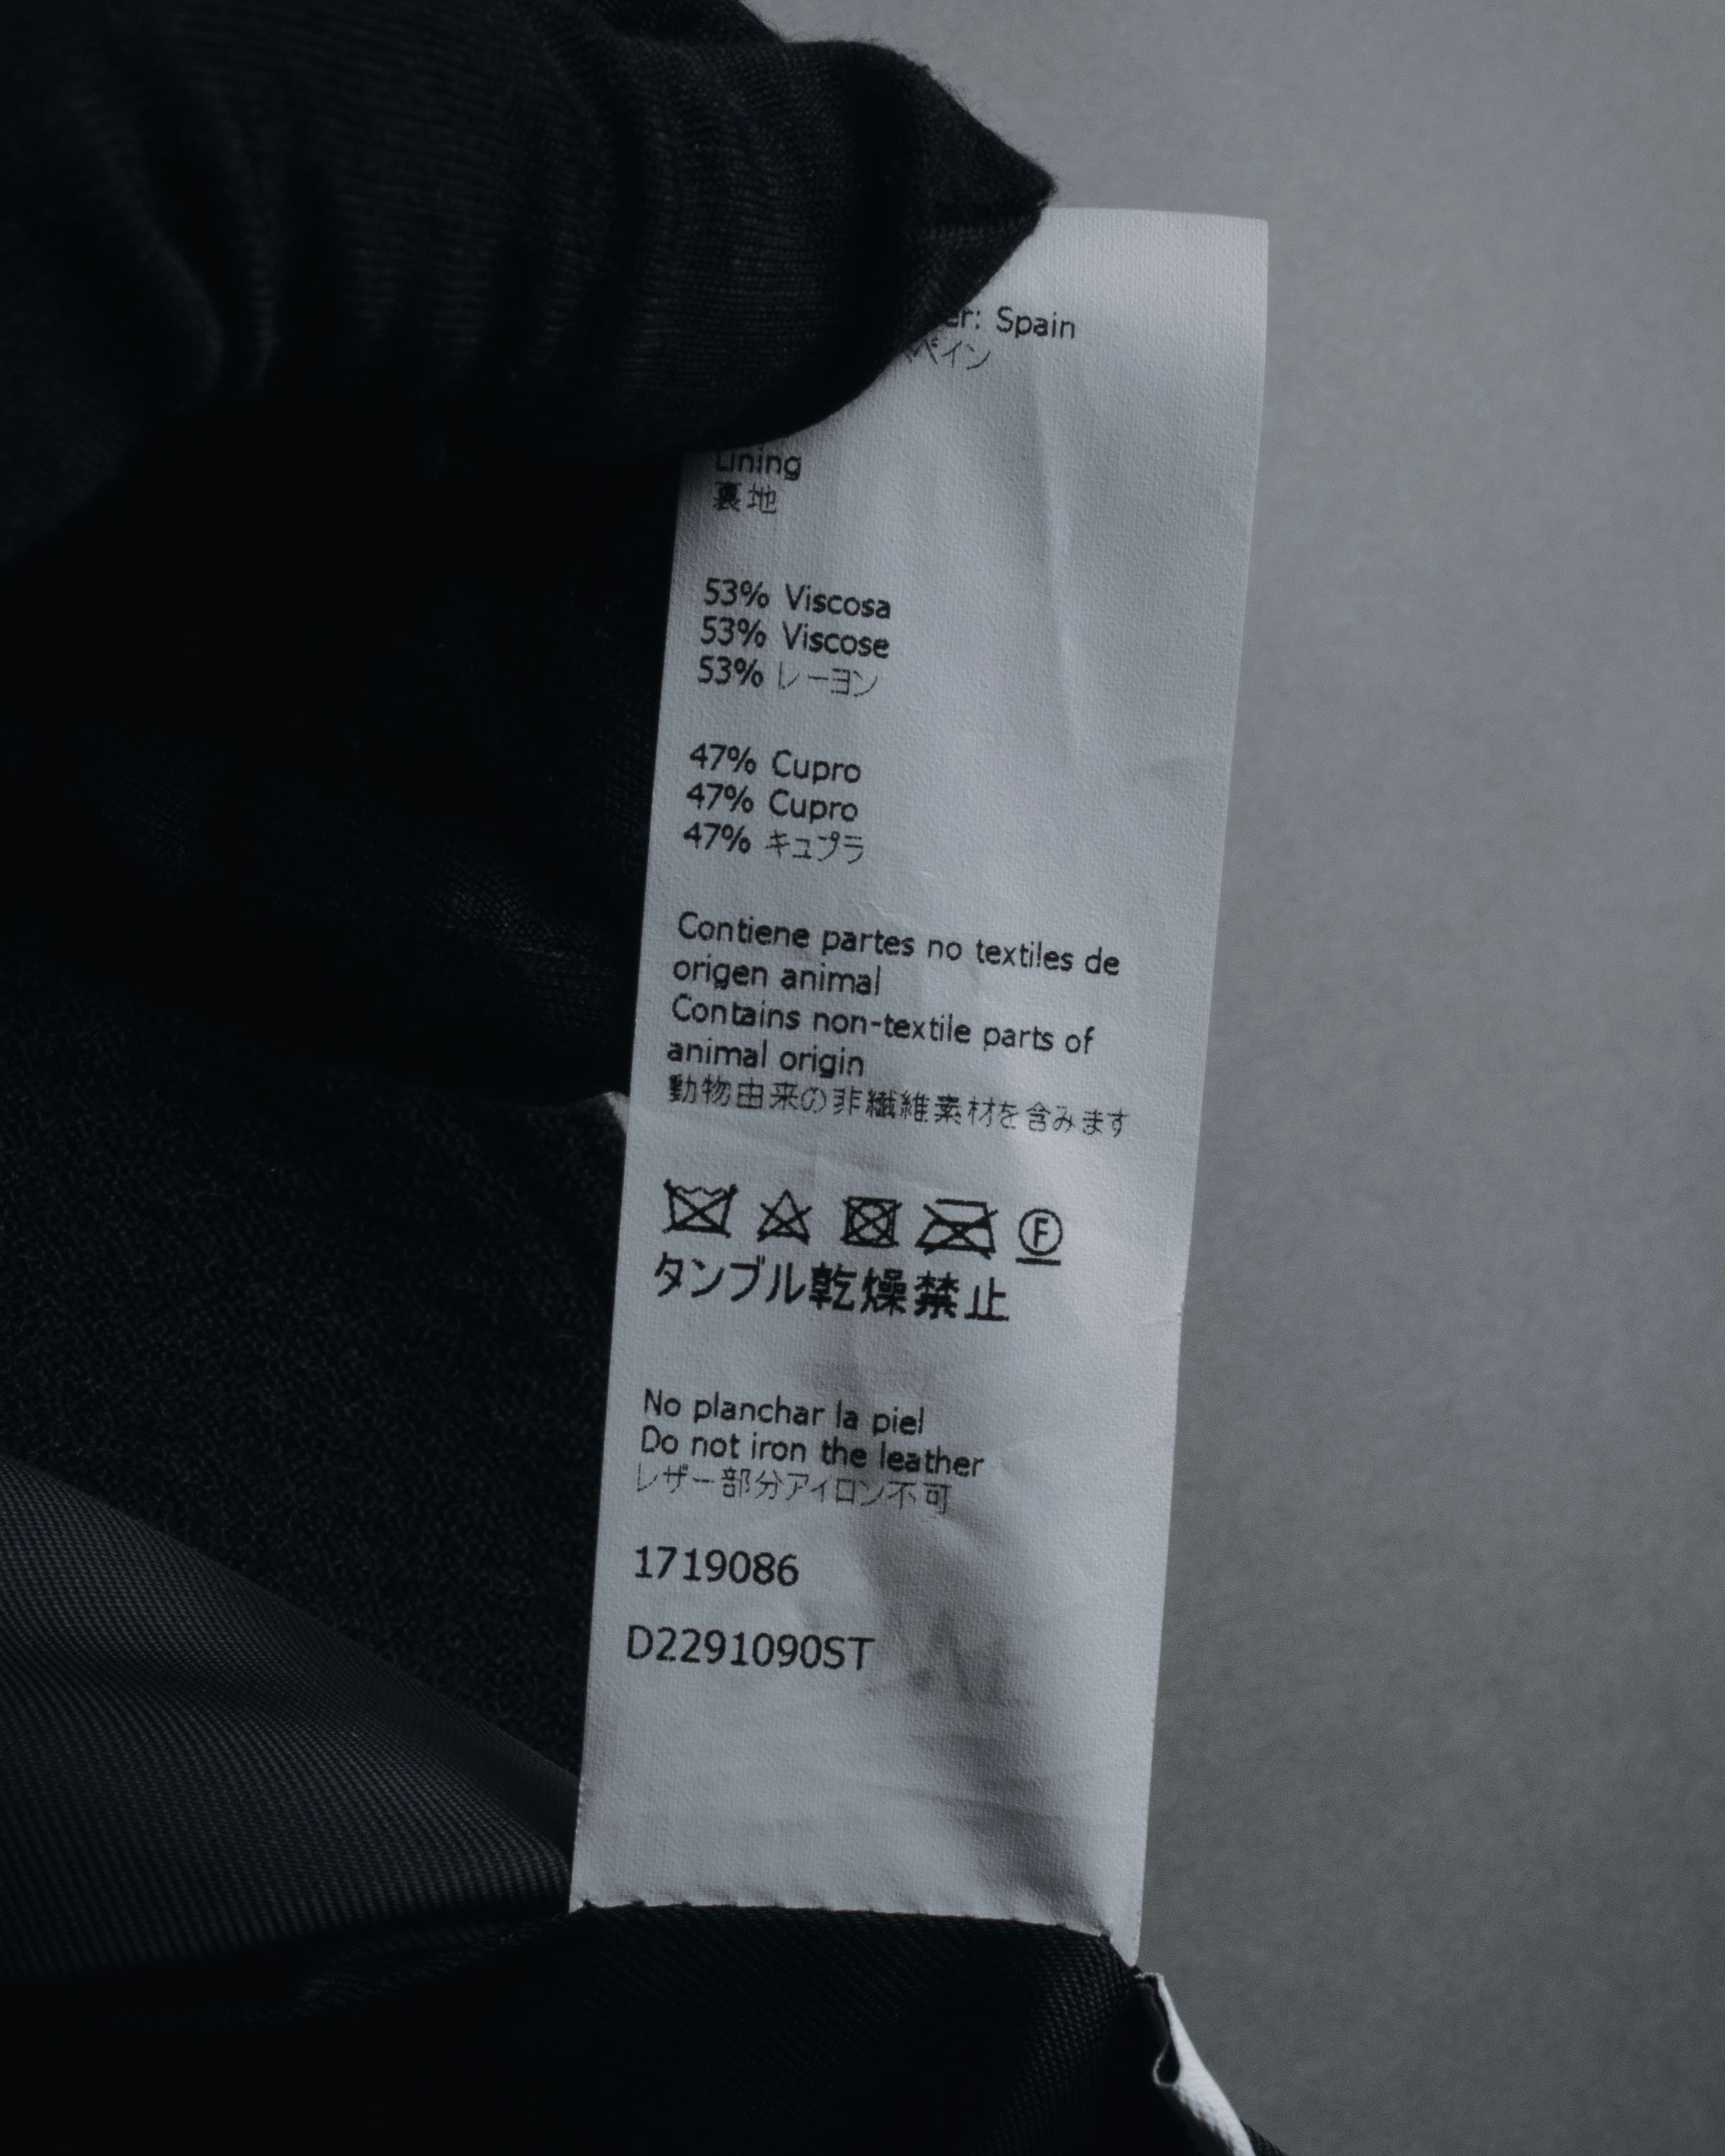 Spain
Lining
裏地
53% Viscosa
53% Viscose
53% レーヨン
47% Cupro
47% Cupro
47% キュプラ
Contiene partes no textiles de
origen animal
Contains non-textile parts of
animal origin
動物由来の非繊維素材を含みます
F
タンブル乾燥禁止
No planchar la piel
Do not iron the leather
レザー部分アイロン不可
1719086
D2291090ST